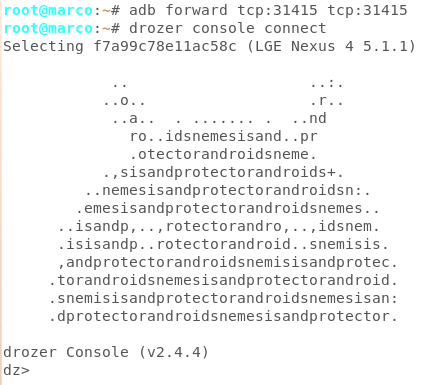 root@marco:~# adb forward tcp:31415 tcp:31415
root@marco:~# drozer console connect
Selecting f7a99c78e11ac58c (LGE Nexus 4 5.1.1)

            ..                    ..:.
           ..o..                  .r..
            ..a..  . ....... .  ..nd
              ro..idsnemesisand..pr
              .otectorandroidsneme.
           .,sisandprotectorandroids+.
         ..nemesisandprotectorandroidsn:.
        .emesisandprotectorandroidsnemes..
      ..isandp,..,rotectorandro,..,idsnem.
      .isisandp..rotectorandroid..snemisis.
      ,andprotectorandroidsnemisisandprotec.
     .torandroidsnemesisandprotectorandroid.
     .snemisisandprotectorandroidsnemesisan:
     .dprotectorandroidsnemesisandprotector.

drozer Console (v2.4.4)
dz>